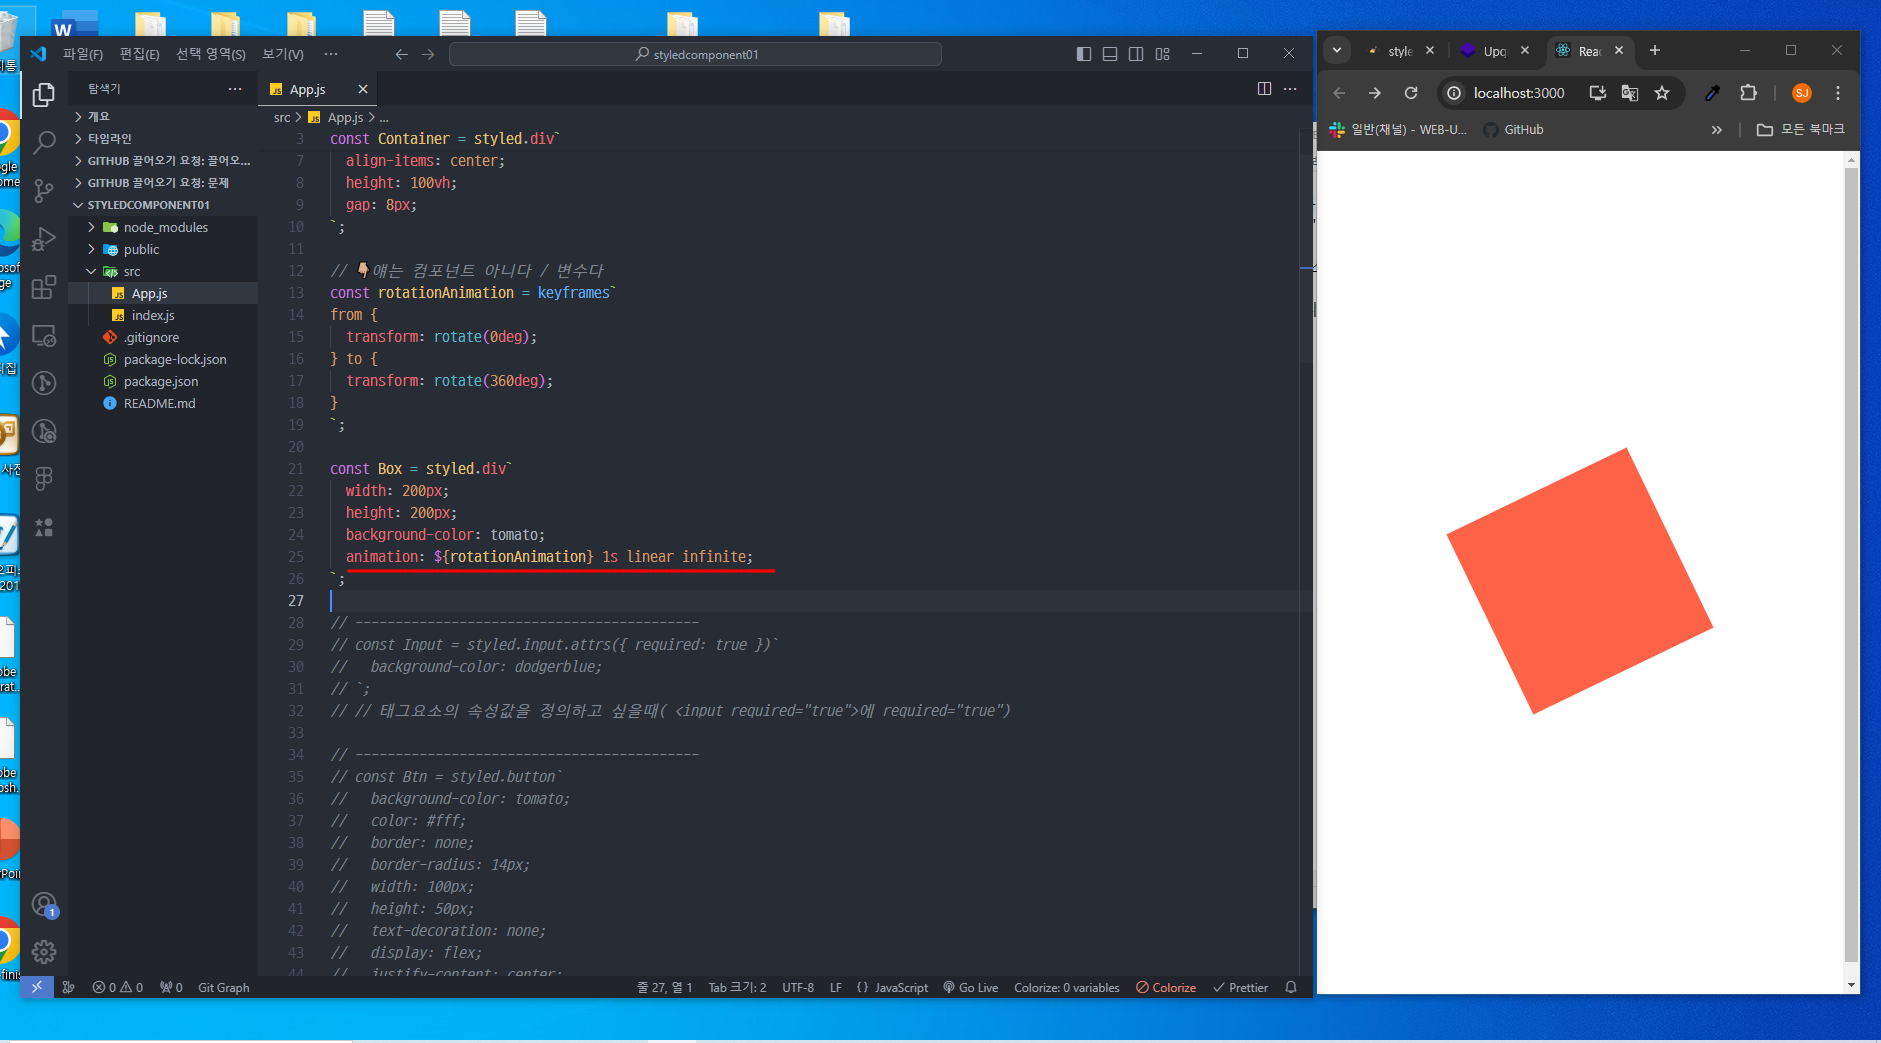 파일(F) 편집(E) 선택 영역(S) 보기(V) ···
styledcomponent01
탐색기
App.js
개요
타임라인
GITHUB 끌어오기 요청: 끌어오...
GITHUB 끌어오기 요청: 문제
STYLEDCOMPONENT01
node_modules
public
src
App.js
index.js
.gitignore
package-lock.json
package.json
README.md
1
src > App.js > ...
3 const Container = styled.div`
7 align-items: center;
8 height: 100vh;
9 gap: 8px;
10 `;
11
12 // 👇🏽얘는 컴포넌트 아니다 / 변수다
13 const rotationAnimation = keyframes`
14 from {
15 transform: rotate(0deg);
16 } to {
17 transform: rotate(360deg);
18 }
19 `;
20
21 const Box = styled.div`
22 width: 200px;
23 height: 200px;
24 background-color: tomato;
25 animation: ${rotationAnimation} 1s linear infinite;
26 `;
27
28 // -------------------------------------------
29 // const Input = styled.input.attrs({ required: true })`
30 // background-color: dodgerblue;
31 // `;
32 // // 태그요소의 속성값을 정의하고 싶을때( <input required="true">에 required="true")
33
34 // -------------------------------------------
35 // const Btn = styled.button`
36 // background-color: tomato;
37 // color: #fff;
38 // border: none;
39 // border-radius: 14px;
40 // width: 100px;
41 // height: 50px;
42 // text-decoration: none;
43 // display: flex;
44 // justify-content: center;
0 0 0 Git Graph
줄 27, 열 1 Tab 크기: 2 UTF-8 LF {} JavaScript Go Live Colorize: 0 variables Colorize Prettier
style
Upq
Reac
localhost:3000
SJ
일반(채널) - WEB-U...
GitHub
모든 북마크